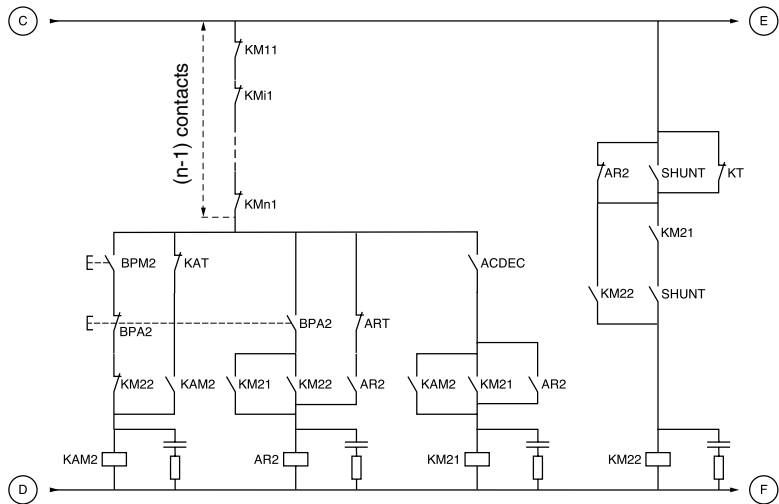 C
E
KM11
KMi1
(n-1) contacts
KMn1
AR2
SHUNT
KT
KM21
BPM2
KAT
ACDEC
KM22
SHUNT
BPA2
BPA2
ART
KM22
KAM2
KM21
KM22
AR2
KAM2
KM21
AR2
KAM2
AR2
KM21
KM22
D
F